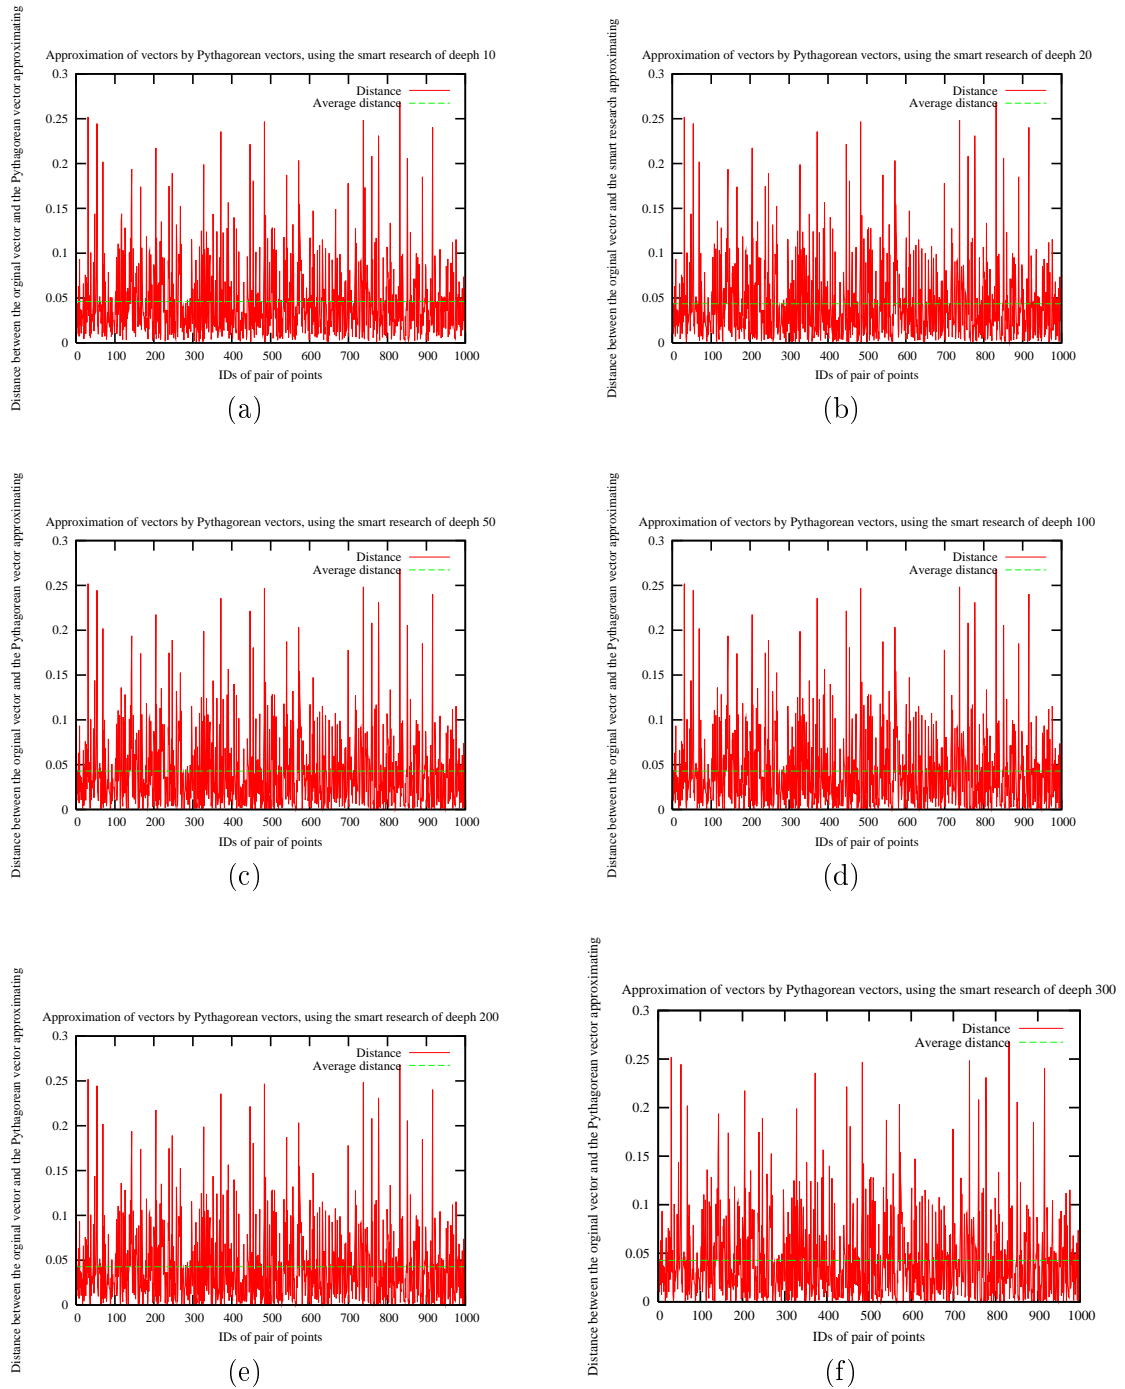 Approximation of vectors by Pythagorean vectors, using the smart research of deeph 10
Distance between the orginal vector and the Pythagorean vector approximating
0.3
0.25
0.2
0.15
0.1
0.05
0
Distance
Average distance
0 100 200 300 400 500 600 700 800 900 1000
IDs of pair of points
(a)
Approximation of vectors by Pythagorean vectors, using the smart research of deeph 20
Distance between the orginal vector and the smart research approximating
0.3
0.25
0.2
0.15
0.1
0.05
0
Distance
Average distance
0 100 200 300 400 500 600 700 800 900 1000
IDs of pair of points
(b)
Approximation of vectors by Pythagorean vectors, using the smart research of deeph 50
Distance between the orginal vector and the Pythagorean vector approximating
0.3
0.25
0.2
0.15
0.1
0.05
0
Distance
Average distance
0 100 200 300 400 500 600 700 800 900 1000
IDs of pair of points
(c)
Approximation of vectors by Pythagorean vectors, using the smart research of deeph 100
Distance between the orginal vector and the Pythagorean vector approximating
0.3
0.25
0.2
0.15
0.1
0.05
0
Distance
Average distance
0 100 200 300 400 500 600 700 800 900 1000
IDs of pair of points
(d)
Approximation of vectors by Pythagorean vectors, using the smart research of deeph 200
Distance between the orginal vector and the Pythagorean vector approximating
0.3
0.25
0.2
0.15
0.1
0.05
0
Distance
Average distance
0 100 200 300 400 500 600 700 800 900 1000
IDs of pair of points
(e)
Approximation of vectors by Pythagorean vectors, using the smart research of deeph 300
Distance between the orginal vector and the Pythagorean vector approximating
0.3
0.25
0.2
0.15
0.1
0.05
0
Distance
Average distance
0 100 200 300 400 500 600 700 800 900 1000
IDs of pair of points
(f)